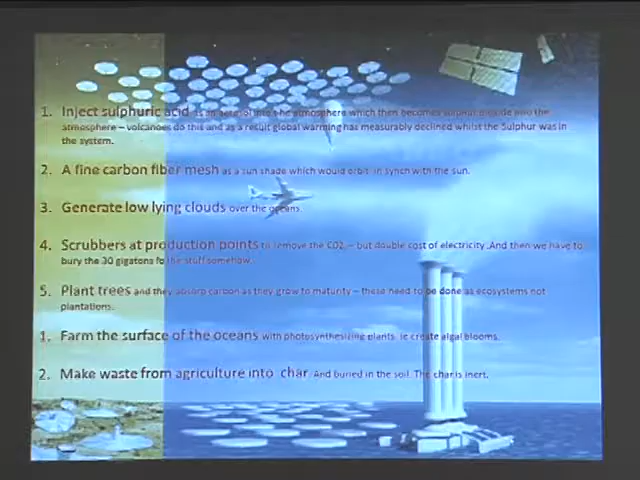 1. Inject sulphuric acid as an aerosol into the atmosphere which then becomes sulphur dioxide into the
atmosphere – volcanoes do this and as a result global warming has measurably declined whilst the Sulphur was in
the system.
2. A fine carbon fiber mesh as a sun shade which would orbit in synch with the sun.
3. Generate low lying clouds over the oceans.
4. Scrubbers at production points to remove the CO2, – but double cost of electricity .And then we have to
bury the 30 gigatons fo the stuff somehow.
5. Plant trees and they absorb carbon as they grow to maturity – these need to be done as ecosystems not
plantations.
1. Farm the surface of the oceans with photosynthesizing plants ie create algal blooms.
2. Make waste from agriculture into char And buried in the soil. The char is inert.